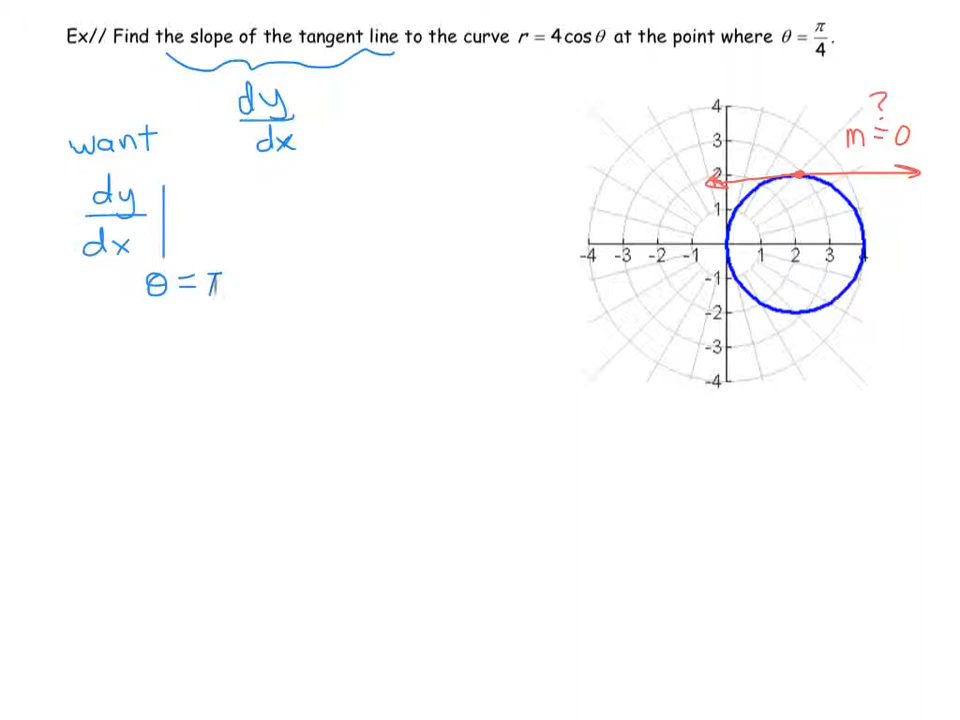 Ex// Find the slope of the tangent line to the curve r = 4cosθ at the point where θ = π/4.
dy/dx
want
dy/dx |
θ = π
?
m = 0
4
3
2
1
-4 -3 -2 -1 1 2 3 4
-1
-2
-3
-4